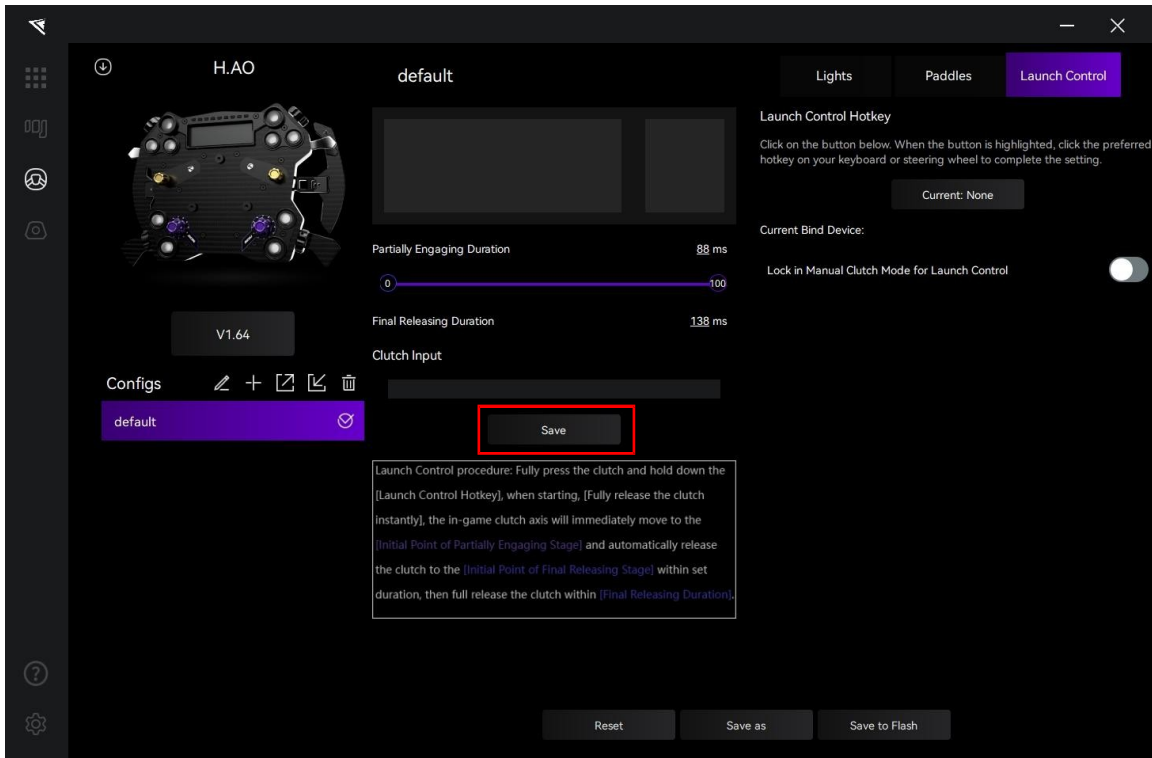 H.AO
default
Lights
Paddles
Launch Control
Launch Control Hotkey
Click on the button below. When the button is highlighted, click the preferred
hotkey on your keyboard or steering wheel to complete the setting.
Current: None
Current Bind Device:
Lock in Manual Clutch Mode for Launch Control
Partially Engaging Duration
88 ms
0
100
Final Releasing Duration
138 ms
Clutch Input
Save
V1.64
Configs
default
Launch Control procedure: Fully press the clutch and hold down the
[Launch Control Hotkey], when starting, [Fully release the clutch
instantly], the in-game clutch axis will immediately move to the
[Initial Point of Partially Engaging Stage] and automatically release
the clutch to the [Initial Point of Final Releasing Stage] within set
duration, then full release the clutch within [Final Releasing Duration].
Reset
Save as
Save to Flash